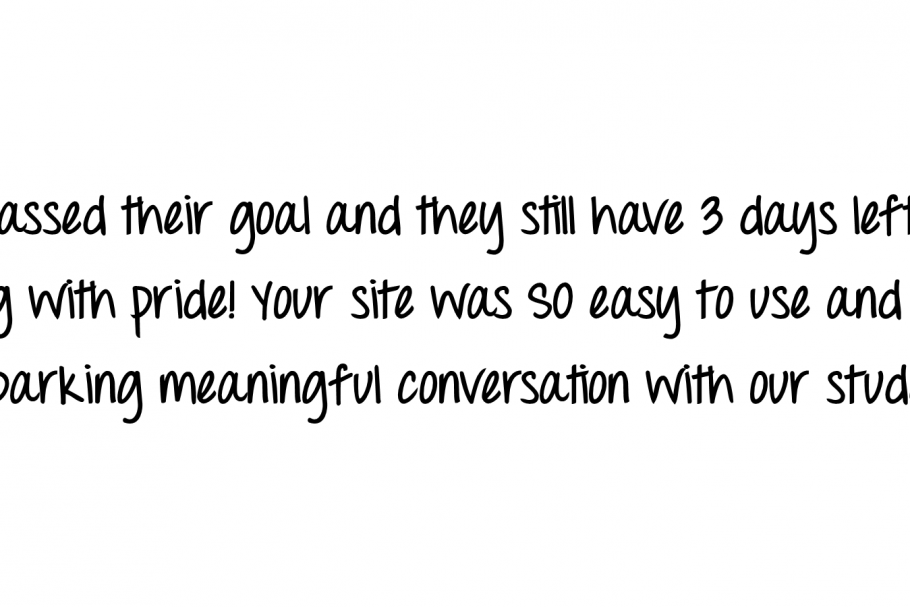 assed their goal and they still have 3 days left
g with pride! Your site was SO easy to use and
parking meaningful conversation with our stud